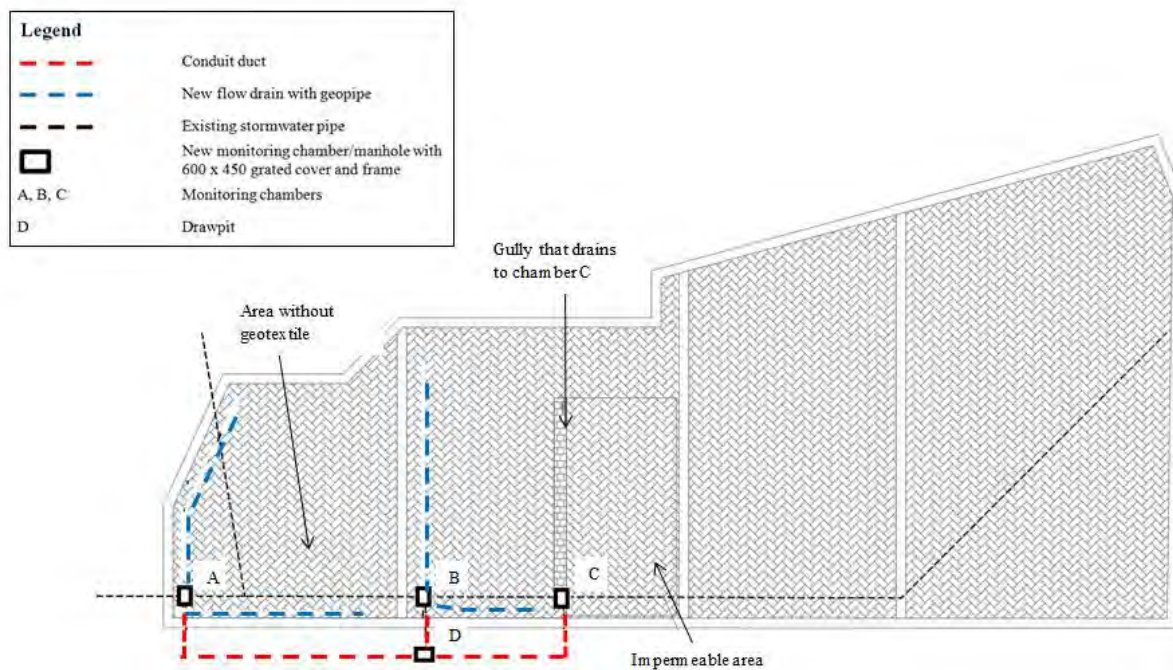 Legend
Conduit duct
New flow drain with geopipe
Existing stormwater pipe
New monitoring chamber/manhole with
600 x 450 grated cover and frame
A, B, C
Monitoring chambers
D
Drawpit
Gully that drains
to chamber C
Area without
geotextile
A
B
C
D
Impermeable area